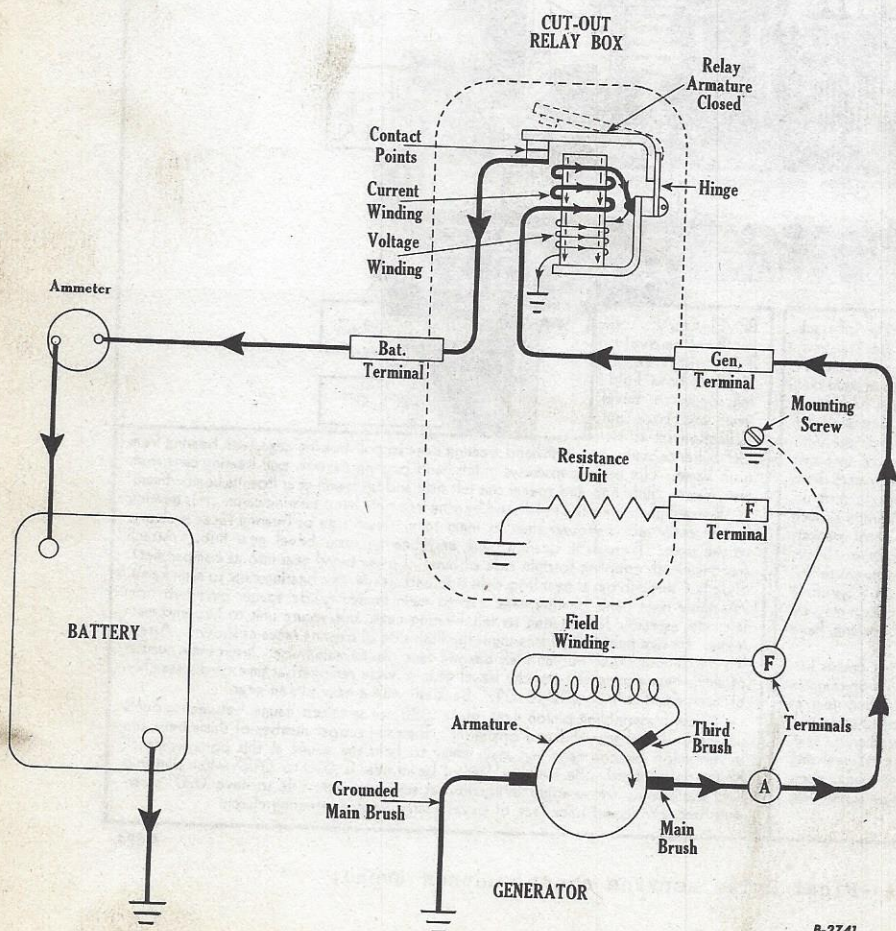 CUT-OUT
RELAY BOX
Relay
Armature
Closed
Contact
Points
Current
Winding
Hinge
Voltage
Winding
Ammeter
Bat.
Terminal
Gen.
Terminal
Mounting
Screw
Resistance
Unit
F
Terminal
BATTERY
Field
Winding.
F
Armature
Third
Brush
Terminals
Grounded
Main Brush
A
Main
Brush
GENERATOR
B-2741